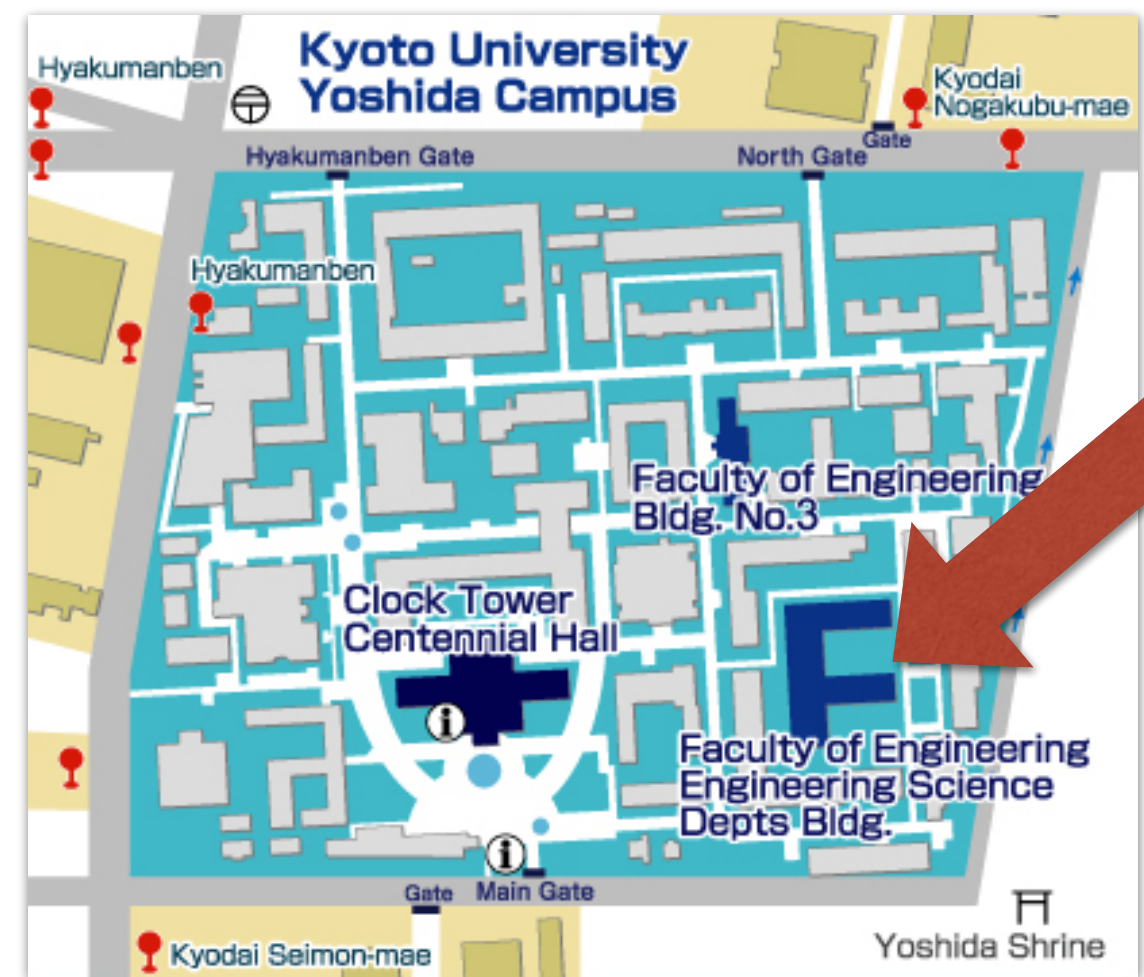 Kyoto University
Yoshida Campus
Hyakumanben
Kyodai
Nogakubu-mae
Gate
Hyakumanben Gate
North Gate
Hyakumanben
Faculty of Engineering
Bldg. No.3
Clock Tower
Centennial Hall
Faculty of Engineering
Engineering Science
Depts Bldg.
Gate
Main Gate
Kyodai Seimon-mae
Yoshida Shrine